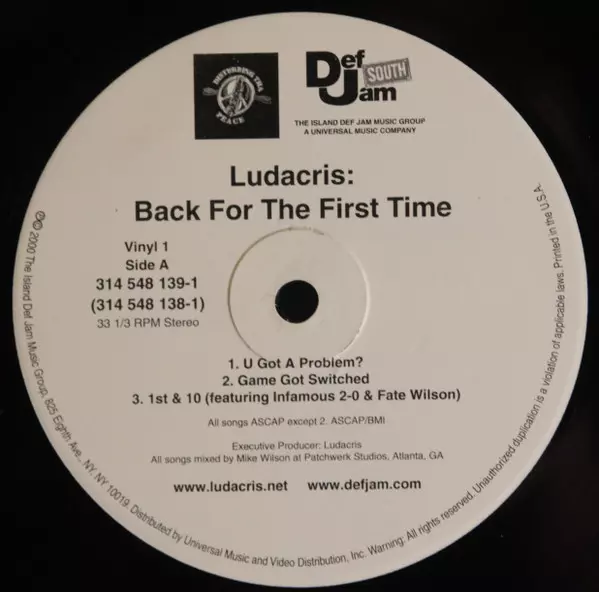 DISTURBING THA
PEACE
Def
Jam
SOUTH
THE ISLAND DEF JAM MUSIC GROUP
A UNIVERSAL MUSIC COMPANY
Ludacris:
Back For The First Time
Vinyl 1
Side A
314 548 139-1
(314 548 138-1)
33 1/3 RPM Stereo
1. U Got A Problem?
2. Game Got Switched
3. 1st & 10 (featuring Infamous 2-0 & Fate Wilson)
All songs ASCAP except 2. ASCAP/BMI
Executive Producer: Ludacris
All songs mixed by Mike Wilson at Patchwerk Studios, Atlanta, GA
www.ludacris.net www.defjam.com
℗© 2000 The Island Def Jam Music Group, 825 Eighth Ave., NY, NY 10019. Distributed by Universal Music and Video Distribution, Inc. Warning: All rights reserved. Unauthorized duplication is a violation of applicable laws. Printed in the U.S.A.